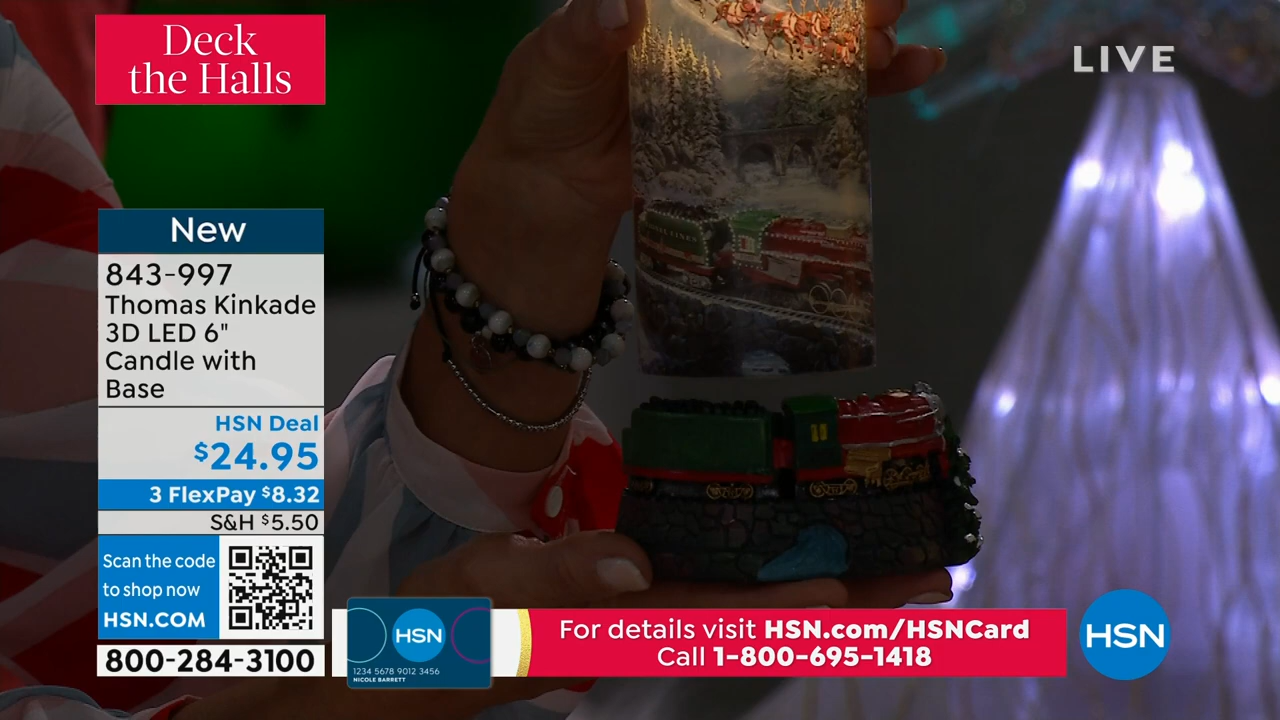 Deck
the Halls
LIVE
New
843-997
Thomas Kinkade
3D LED 6"
Candle with
Base
HSN Deal
$24.95
3 FlexPay $8.32
S&H $5.50
Scan the code
to shop now
HSN.COM
800-284-3100
HSN
1234 5678 9012 3456
NICOLE BARRETT
For details visit HSN.com/HSNCard
Call 1-800-695-1418
HSN